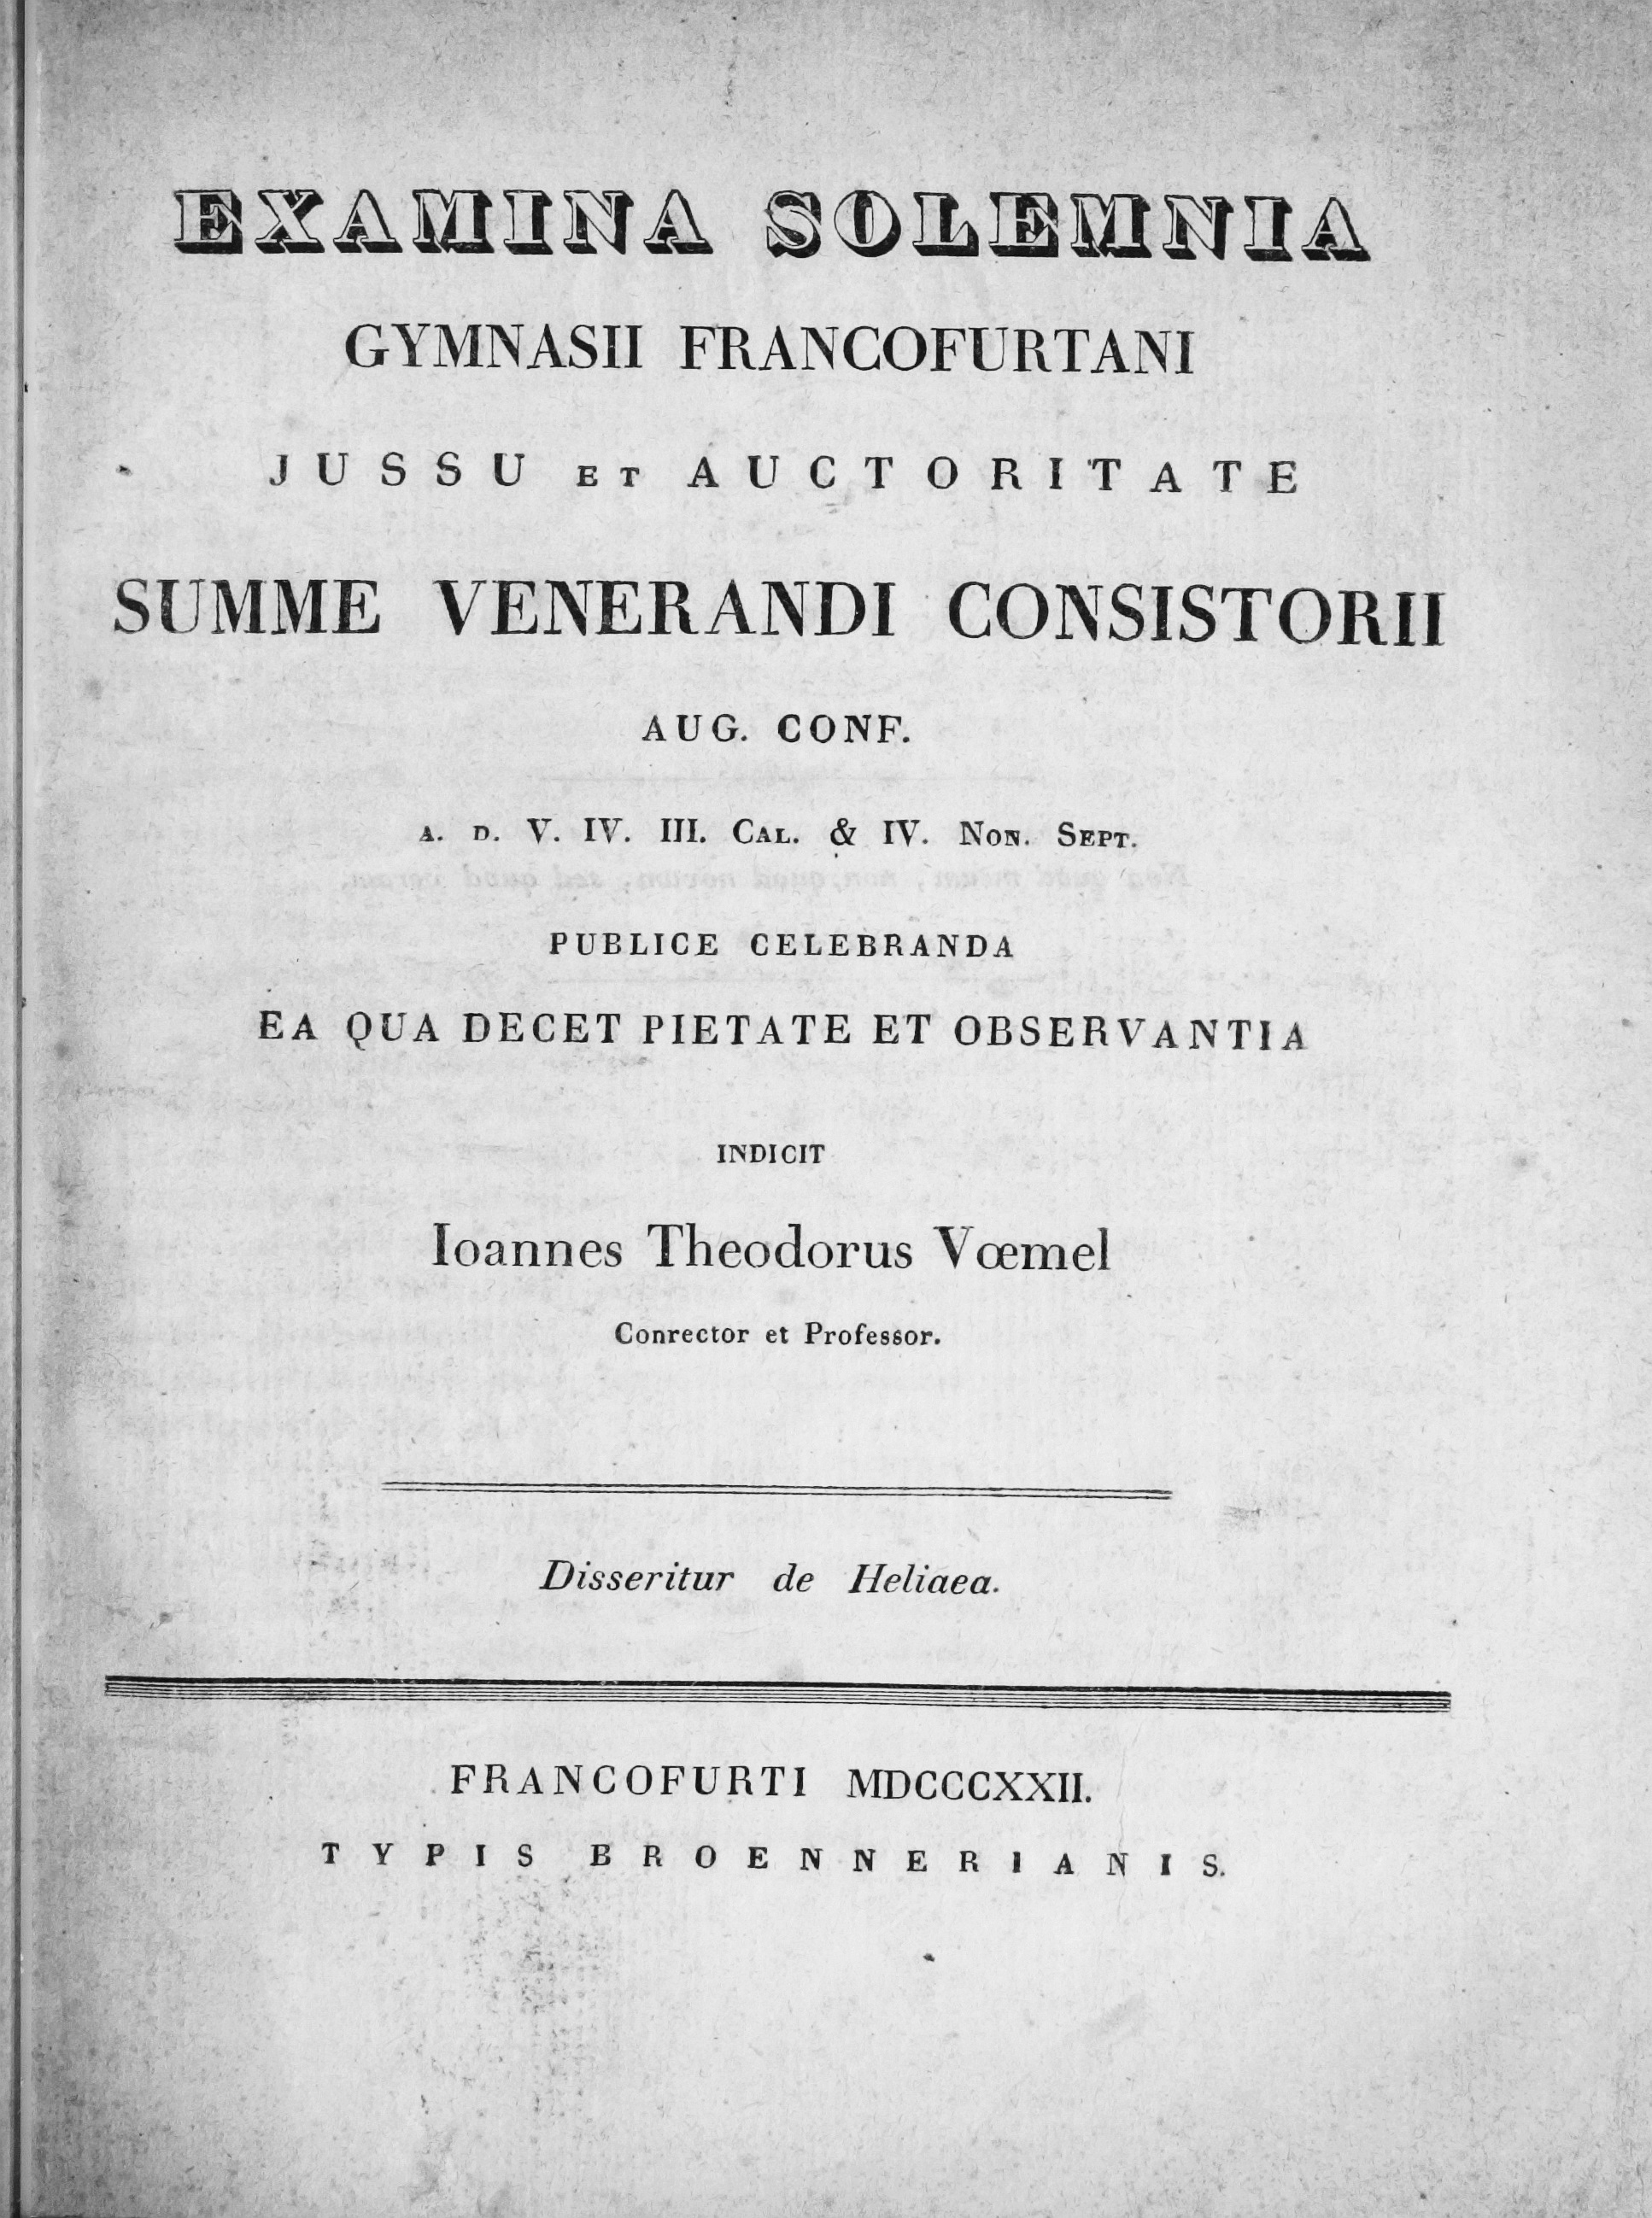 EXAMINA SOLEMNIA
GYMNASII FRANCOFURTANI
JUSSU ET AUCTORITATE
SUMME VENERANDI CONSISTORII
AUG. CONF.
A. D. V. IV. III. CAL. & IV. NON. SEPT.
PUBLICE CELEBRANDA
EA QUA DECET PIETATE ET OBSERVANTIA
INDICIT
Ioannes Theodorus Vœmel
Conrector et Professor.
Disseritur de Heliaea.
FRANCOFURTI MDCCCXXII.
TYPIS BROENNERIANIS.